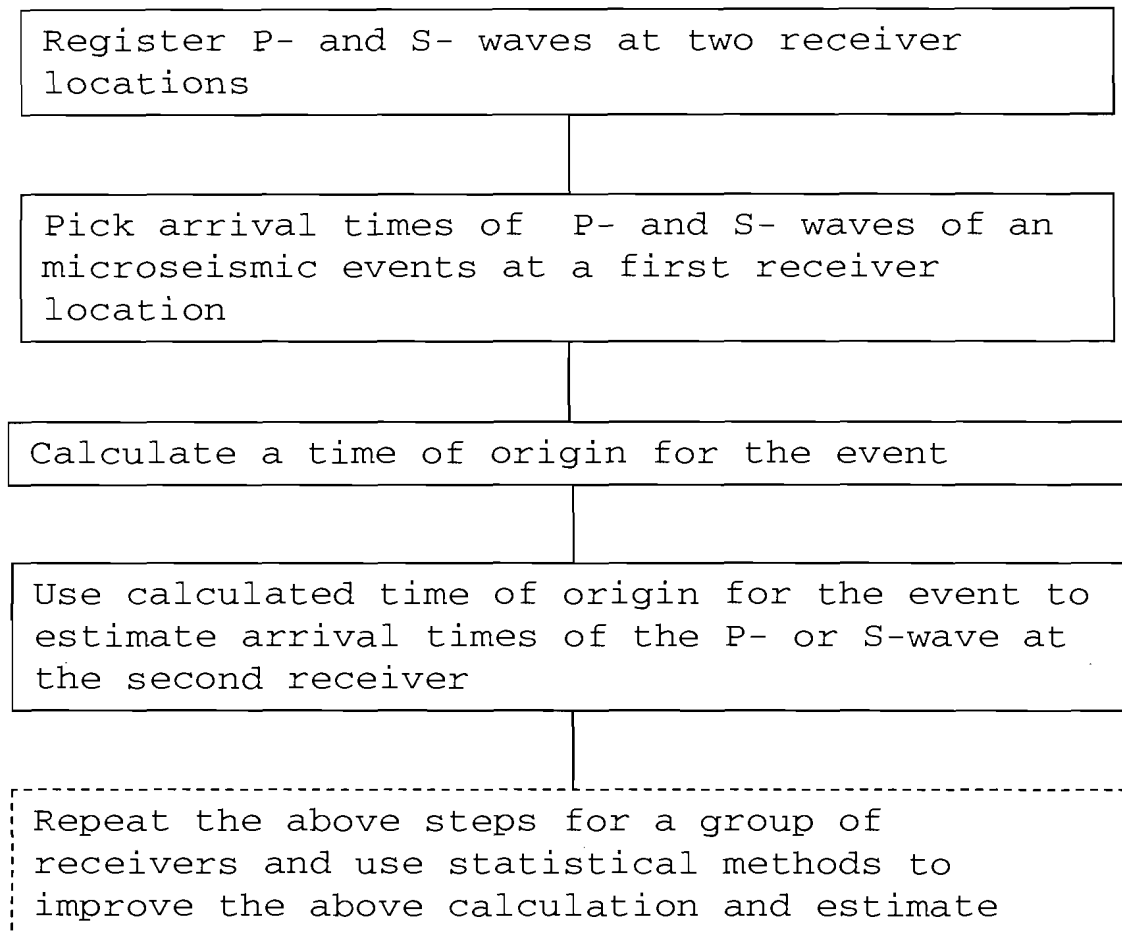 Register P- and S- waves at two receiver
locations
Pick arrival times of P- and S- waves of an
microseismic events at a first receiver
location
Calculate a time of origin for the event
Use calculated time of origin for the event to
estimate arrival times of the P- or S-wave at
the second receiver
Repeat the above steps for a group of
receivers and use statistical methods to
improve the above calculation and estimate